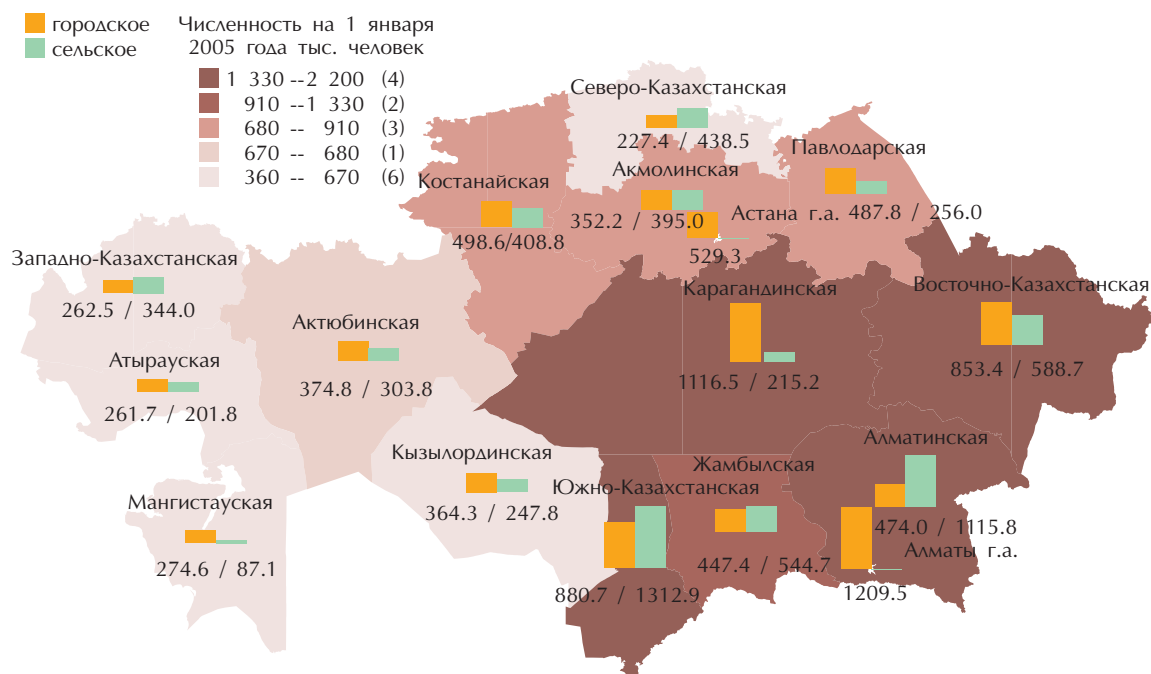 городское
сельское
Численность на 1 января
2005 года тыс. человек
1 330 --2 200 (4)
910 --1 330 (2)
680 -- 910 (3)
670 -- 680 (1)
360 -- 670 (6)
Северо-Казахстанская
227.4 / 438.5
Павлодарская
487.8 / 256.0
Акмолинская
352.2 / 395.0
Астана г.а.
529.3
Костанайская
498.6/408.8
Западно-Казахстанская
262.5 / 344.0
Карагандинская
1116.5 / 215.2
Восточно-Казахстанская
853.4 / 588.7
Актюбинская
374.8 / 303.8
Атырауская
261.7 / 201.8
Кызылординская
364.3 / 247.8
Мангистауская
274.6 / 87.1
Южно-Казахстанская
880.7 / 1312.9
Жамбылская
447.4 / 544.7
Алматинская
474.0 / 1115.8
Алматы г.а.
1209.5